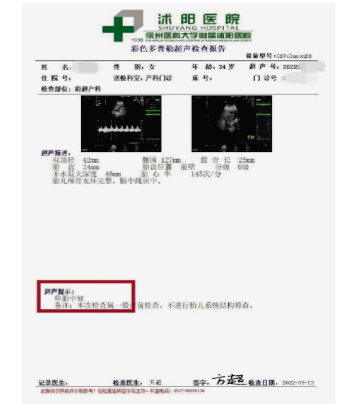 沭阳医院
SHUYANG HOSPITAL
徐州医科大学附属沭阳医院
彩色多普勒超声检查报告
姓 名: 性 别:女 年 龄:34岁 超 声 号:2022
住 院 号: 送检科室:产科门诊 床 号: 门 诊 号:
检查部位:彩超产科
超声描述:
双顶径 42mm 腹围 127mm 股 骨 长 25mm
胎盘位置 前壁 分级 0级
羊水最大深度 46mm 胎 心 率 145次/分
胎儿颅骨光环完整,脑中线居中。
超声提示:
单胎中妊
备注:本次检查属一般产前检查,不进行胎儿系统结构筛查。
记录医生: 检查医生:方超 签字:方超 检查日期:2022-03-13